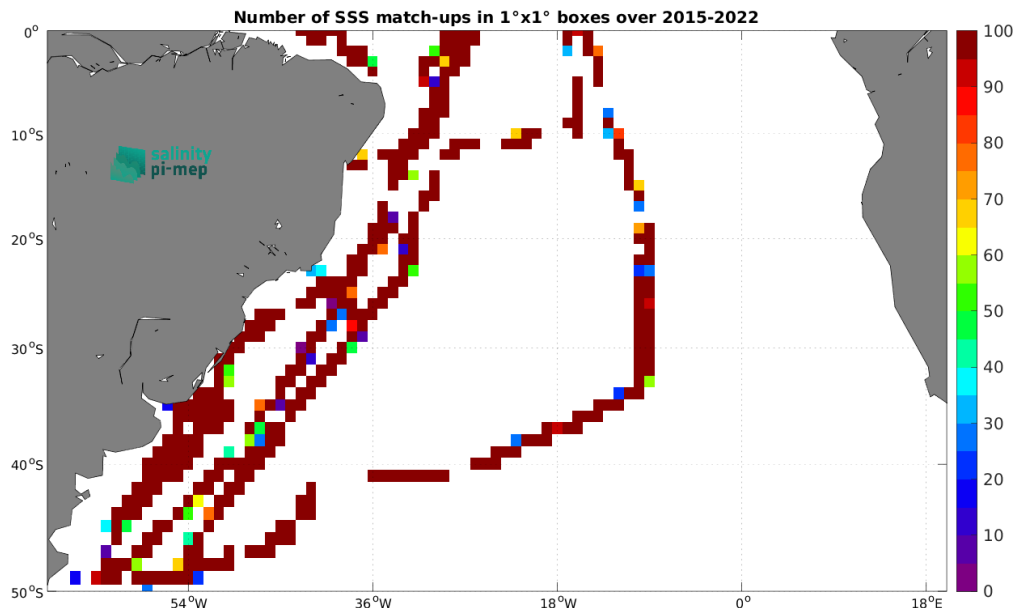 Number of SSS match-ups in 1°x1° boxes over 2015-2022
0°
10°S
20°S
30°S
40°S
50°S
salinity
pi-mep
54°W
36°W
18°W
0°
18°E
100
90
80
70
60
50
40
30
20
10
0